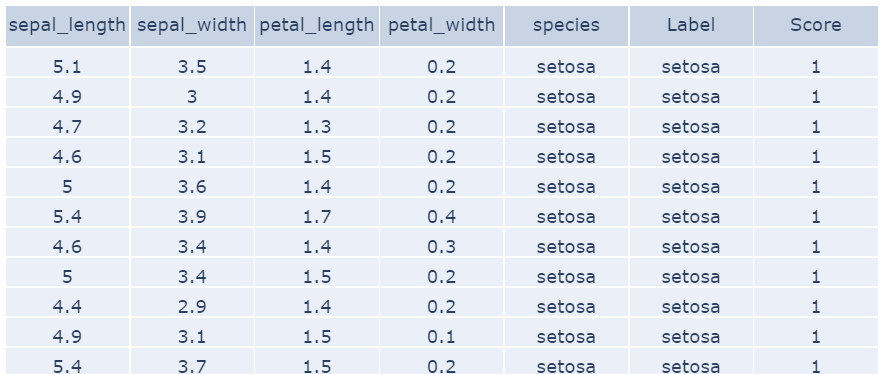 sepal_length sepal_width petal_length petal_width species Label Score
5.1 3.5 1.4 0.2 setosa setosa 1
4.9 3 1.4 0.2 setosa setosa 1
4.7 3.2 1.3 0.2 setosa setosa 1
4.6 3.1 1.5 0.2 setosa setosa 1
5 3.6 1.4 0.2 setosa setosa 1
5.4 3.9 1.7 0.4 setosa setosa 1
4.6 3.4 1.4 0.3 setosa setosa 1
5 3.4 1.5 0.2 setosa setosa 1
4.4 2.9 1.4 0.2 setosa setosa 1
4.9 3.1 1.5 0.1 setosa setosa 1
5.4 3.7 1.5 0.2 setosa setosa 1